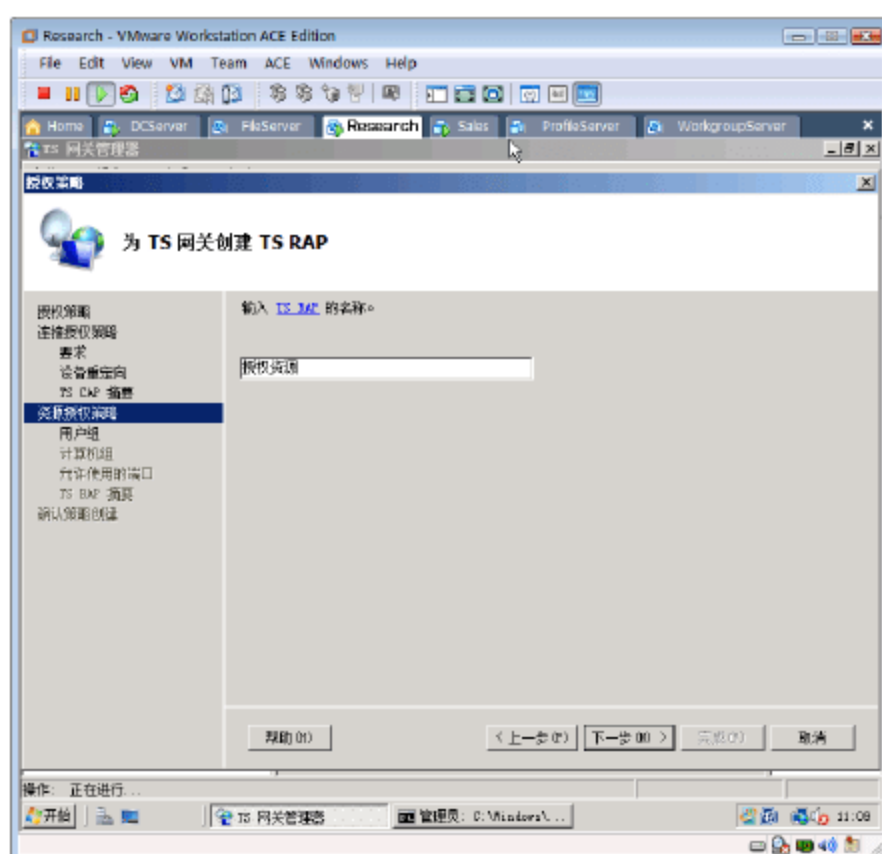 Research - VMware Workstation ACE Edition
File Edit View VM Team ACE Windows Help
Home DCServer FileServer Research Sales ProfileServer WorkgroupServer
TS 网关管理器
授权策略
为 TS 网关创建 TS RAP
授权策略
连接授权策略
要求
设备重定向
TS CAP 摘要
资源授权策略
用户组
计算机组
允许使用的端口
TS RAP 摘要
确认策略创建
输入 TS RAP 的名称。
授权资源
帮助(H) < 上一步(P) 下一步(N) > 完成(F) 取消
操作: 正在进行...
开始 TS 网关管理器 管理员: C:\Windows\... 11:08